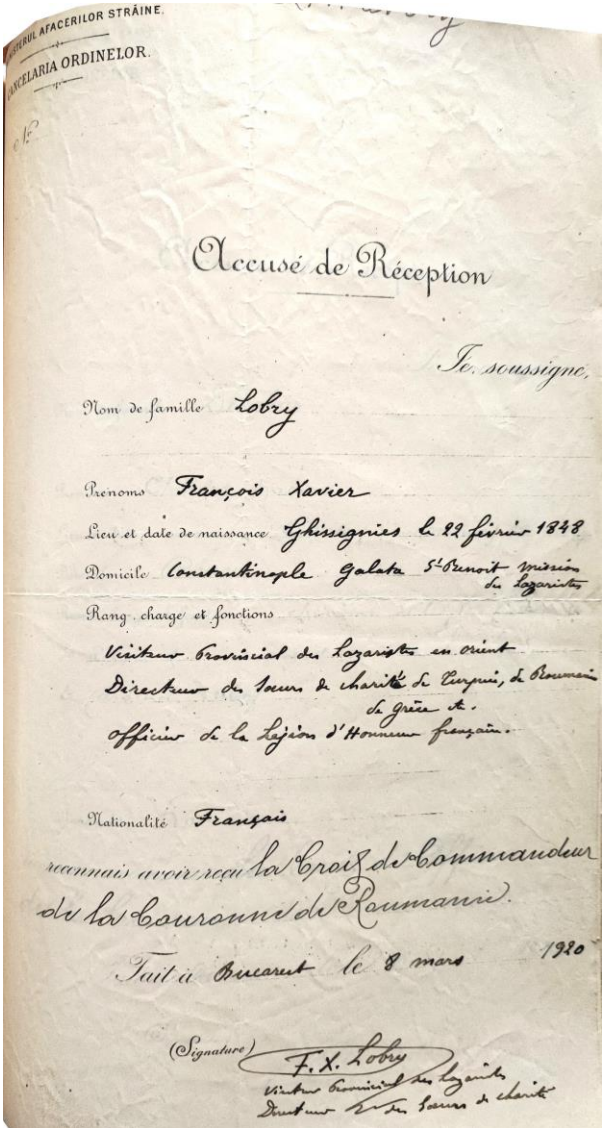 MINISTERUL AFACERILOR STRĂINE.
CANCELARIA ORDINELOR.
No
Accusé de Réception
Je, soussigné,
Nom de famille Lobry
Prénoms François Xavier
Lieu et date de naissance Ghissignies le 22 février 1848
Domicile Constantinople Galata St Benoit mission
des Lazaristes
Rang, charge et fonctions
Visiteur Provincial des Lazaristes en orient
Directeur des Sœurs de charité de Turquie, de Roumanie
de Grèce &.
officier de la Légion d'Honneur française.
Nationalité Français
reconnais avoir reçu la Croix de Commandeur
de la Couronne de Roumanie.
Fait à Bucarest le 8 mars 1920
(Signature) F. X. Lobry
Visiteur Provincial des Lazaristes
Directeur des Sœurs de charité